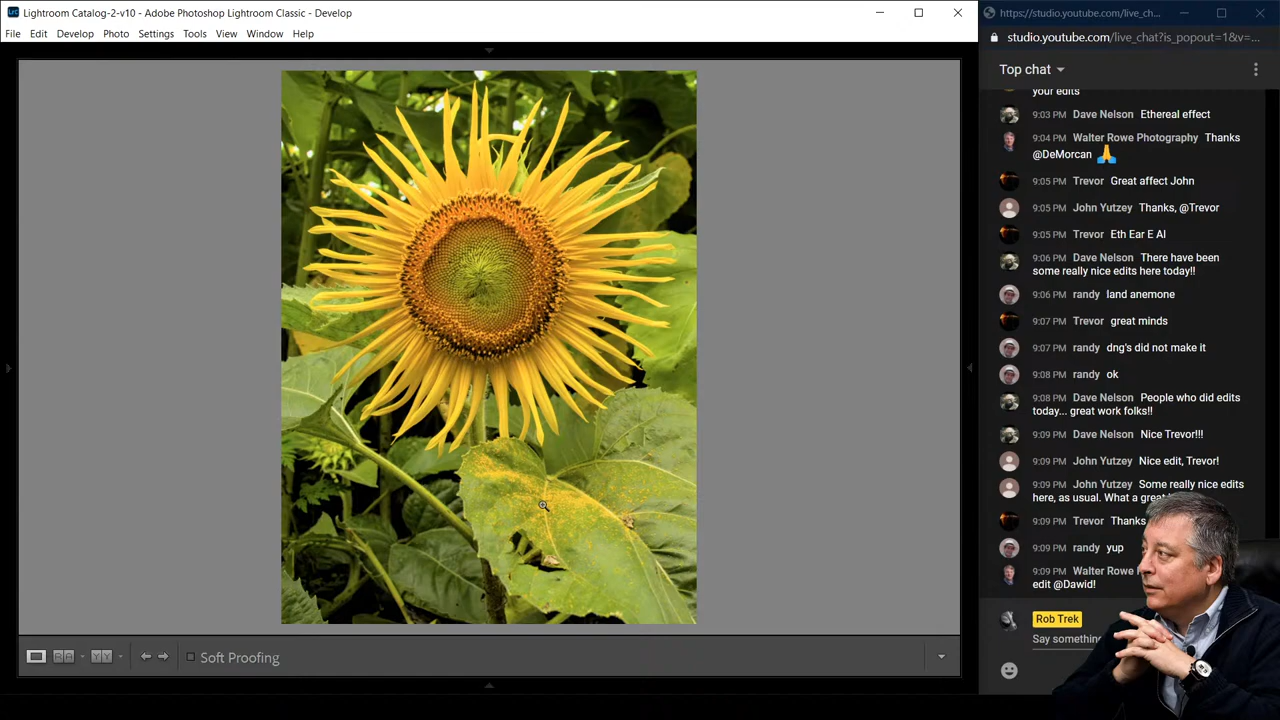 Lightroom Catalog-2-v10 - Adobe Photoshop Lightroom Classic - Develop
File Edit Develop Photo Settings Tools View Window Help
Soft Proofing
https://studio.youtube.com/live_c...
studio.youtube.com/live_chat?is_popout=1&v=...
Top chat
your edits
9:03 PM Dave Nelson Ethereal effect
9:04 PM Walter Rowe Photography Thanks
@DeMorcan 🙏
9:05 PM Trevor Great affect John
9:05 PM John Yutzey Thanks, @Trevor
9:05 PM Trevor Eth Ear E Al
9:06 PM Dave Nelson There have been
some really nice edits here today!!
9:06 PM randy land anemone
9:07 PM Trevor great minds
9:07 PM randy dng's did not make it
9:08 PM randy ok
9:08 PM Dave Nelson People who did edits
today... great work folks!!
9:09 PM Dave Nelson Nice Trevor!!!
9:09 PM John Yutzey Nice edit, Trevor!
9:09 PM John Yutzey Some really nice edits
here, as usual. What a
9:09 PM Trevor Thanks
9:09 PM randy yup
9:09 PM Walter Rowe
edit @Dawid!
Rob Trek
Say something